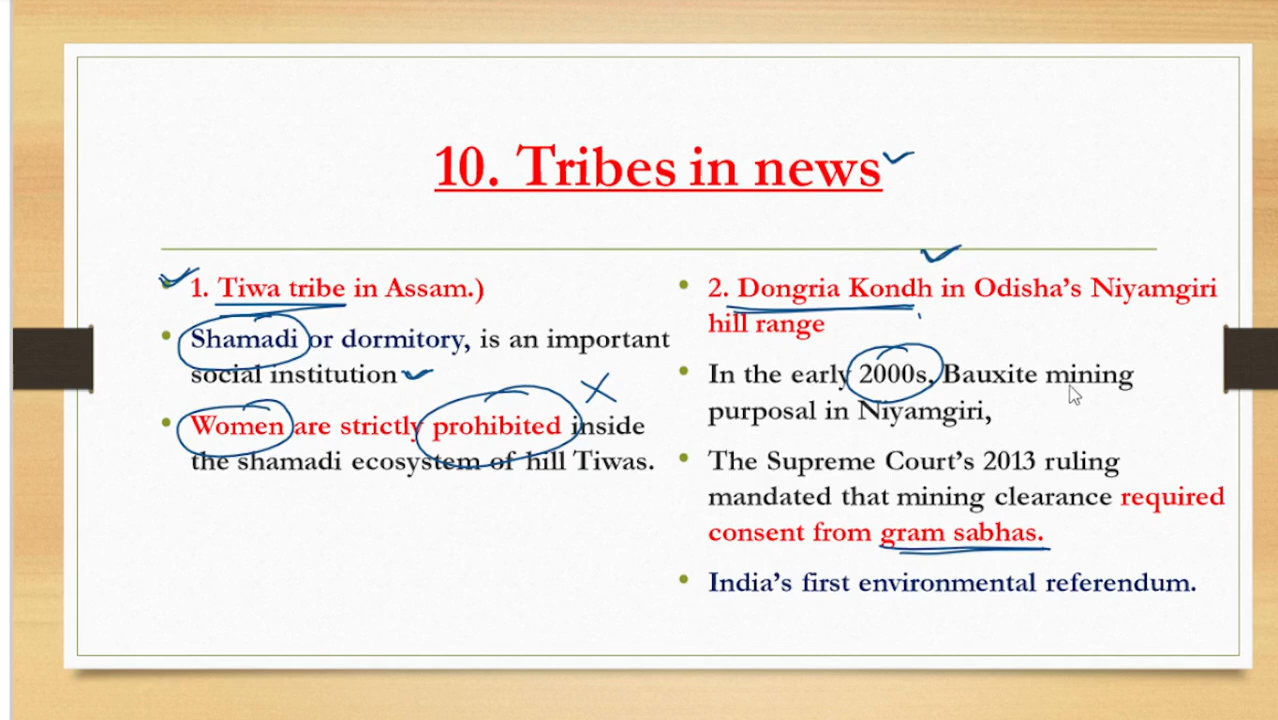 10. Tribes in news
1. Tiwa tribe in Assam.)
Shamadi or dormitory, is an important
social institution
Women are strictly prohibited inside
the shamadi ecosystem of hill Tiwas.
2. Dongria Kondh in Odisha's Niyamgiri
hill range
In the early 2000s, Bauxite mining
purposal in Niyamgiri,
The Supreme Court's 2013 ruling
mandated that mining clearance required
consent from gram sabhas.
India's first environmental referendum.